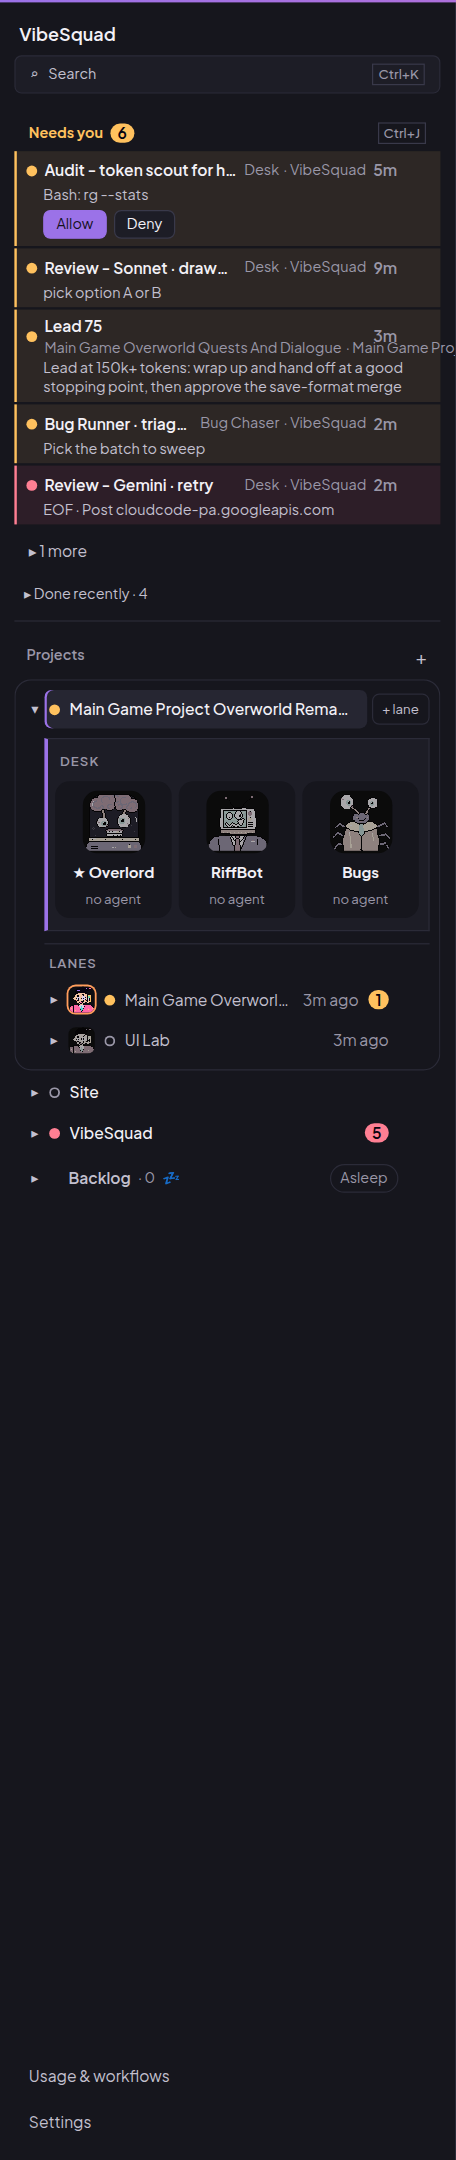 VibeSquad
Search Ctrl+K
Needs you 6 Ctrl+J
Audit – token scout for h... Desk · VibeSquad 5m
Bash: rg --stats
Allow Deny
Review – Sonnet · draw... Desk · VibeSquad 9m
pick option A or B
Lead 75
3m
Main Game Overworld Quests And Dialogue · Main Game Proj
Lead at 150k+ tokens: wrap up and hand off at a good
stopping point, then approve the save-format merge
Bug Runner · triag... Bug Chaser · VibeSquad 2m
Pick the batch to sweep
Review – Gemini · retry Desk · VibeSquad 2m
EOF · Post cloudcode-pa.googleapis.com
▸ 1 more
▸ Done recently · 4
Projects +
▾ Main Game Project Overworld Rema... + lane
DESK
★ Overlord RiffBot Bugs
no agent no agent no agent
LANES
▸ Main Game Overworl... 3m ago 1
▸ UI Lab 3m ago
▸ Site
▸ VibeSquad 5
▸ Backlog · 0 💤 Asleep
Usage & workflows
Settings